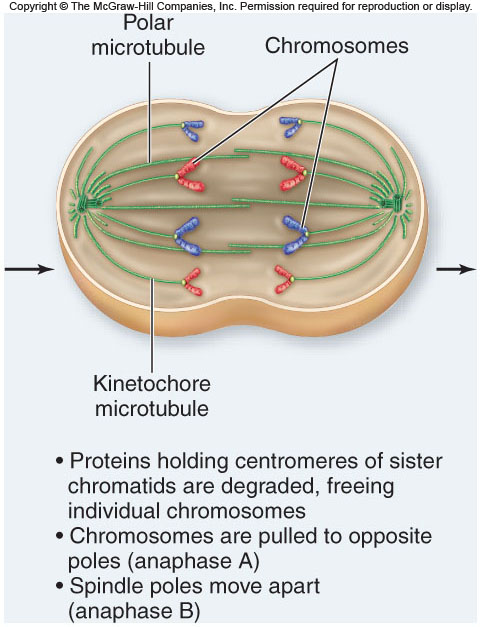 Copyright © The McGraw-Hill Companies, Inc. Permission required for reproduction or display.
Polar
microtubule
Chromosomes
Kinetochore
microtubule
• Proteins holding centromeres of sister
chromatids are degraded, freeing
individual chromosomes
• Chromosomes are pulled to opposite
poles (anaphase A)
• Spindle poles move apart
(anaphase B)